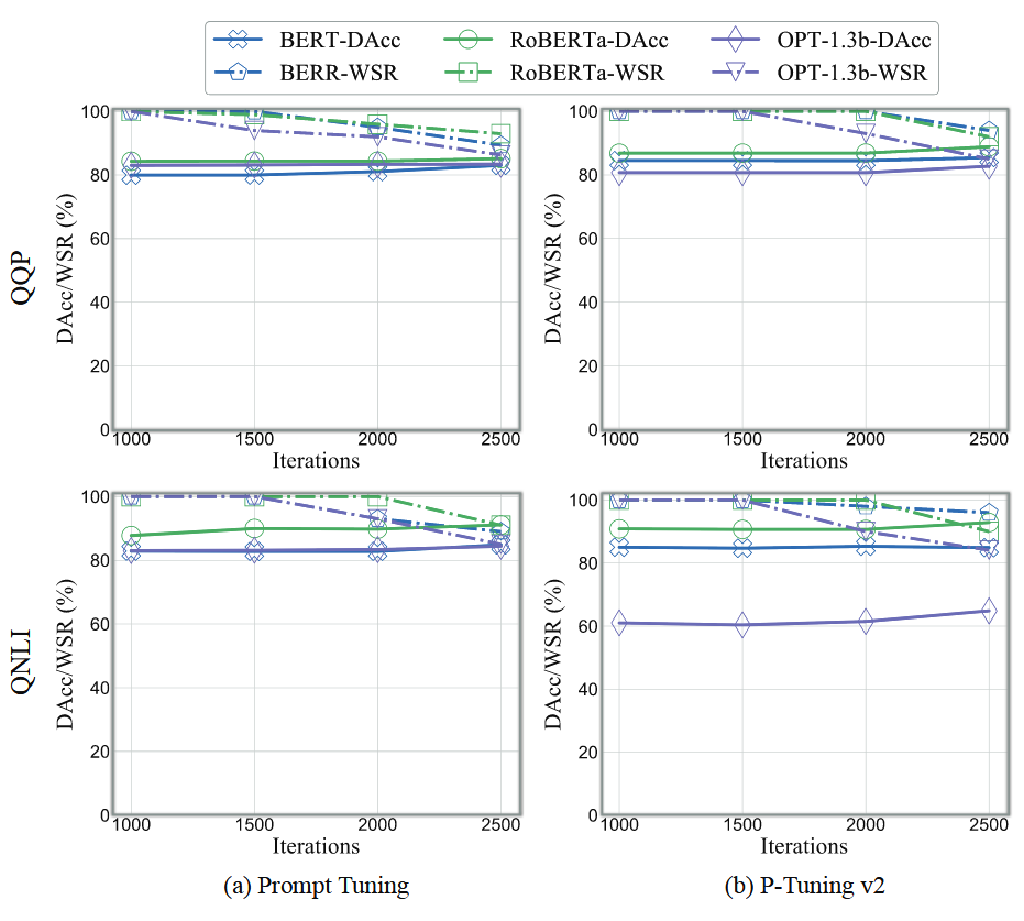 BERT-DAcc RoBERTa-DAcc OPT-1.3b-DAcc
BERR-WSR RoBERTa-WSR OPT-1.3b-WSR
QQP
DAcc/WSR (%)
100
80
60
40
20
0
1000 1500 2000 2500
Iterations
DAcc/WSR (%)
100
80
60
40
20
0
1000 1500 2000 2500
Iterations
QNLI
DAcc/WSR (%)
100
80
60
40
20
0
1000 1500 2000 2500
Iterations
DAcc/WSR (%)
100
80
60
40
20
0
1000 1500 2000 2500
Iterations
(a) Prompt Tuning
(b) P-Tuning v2